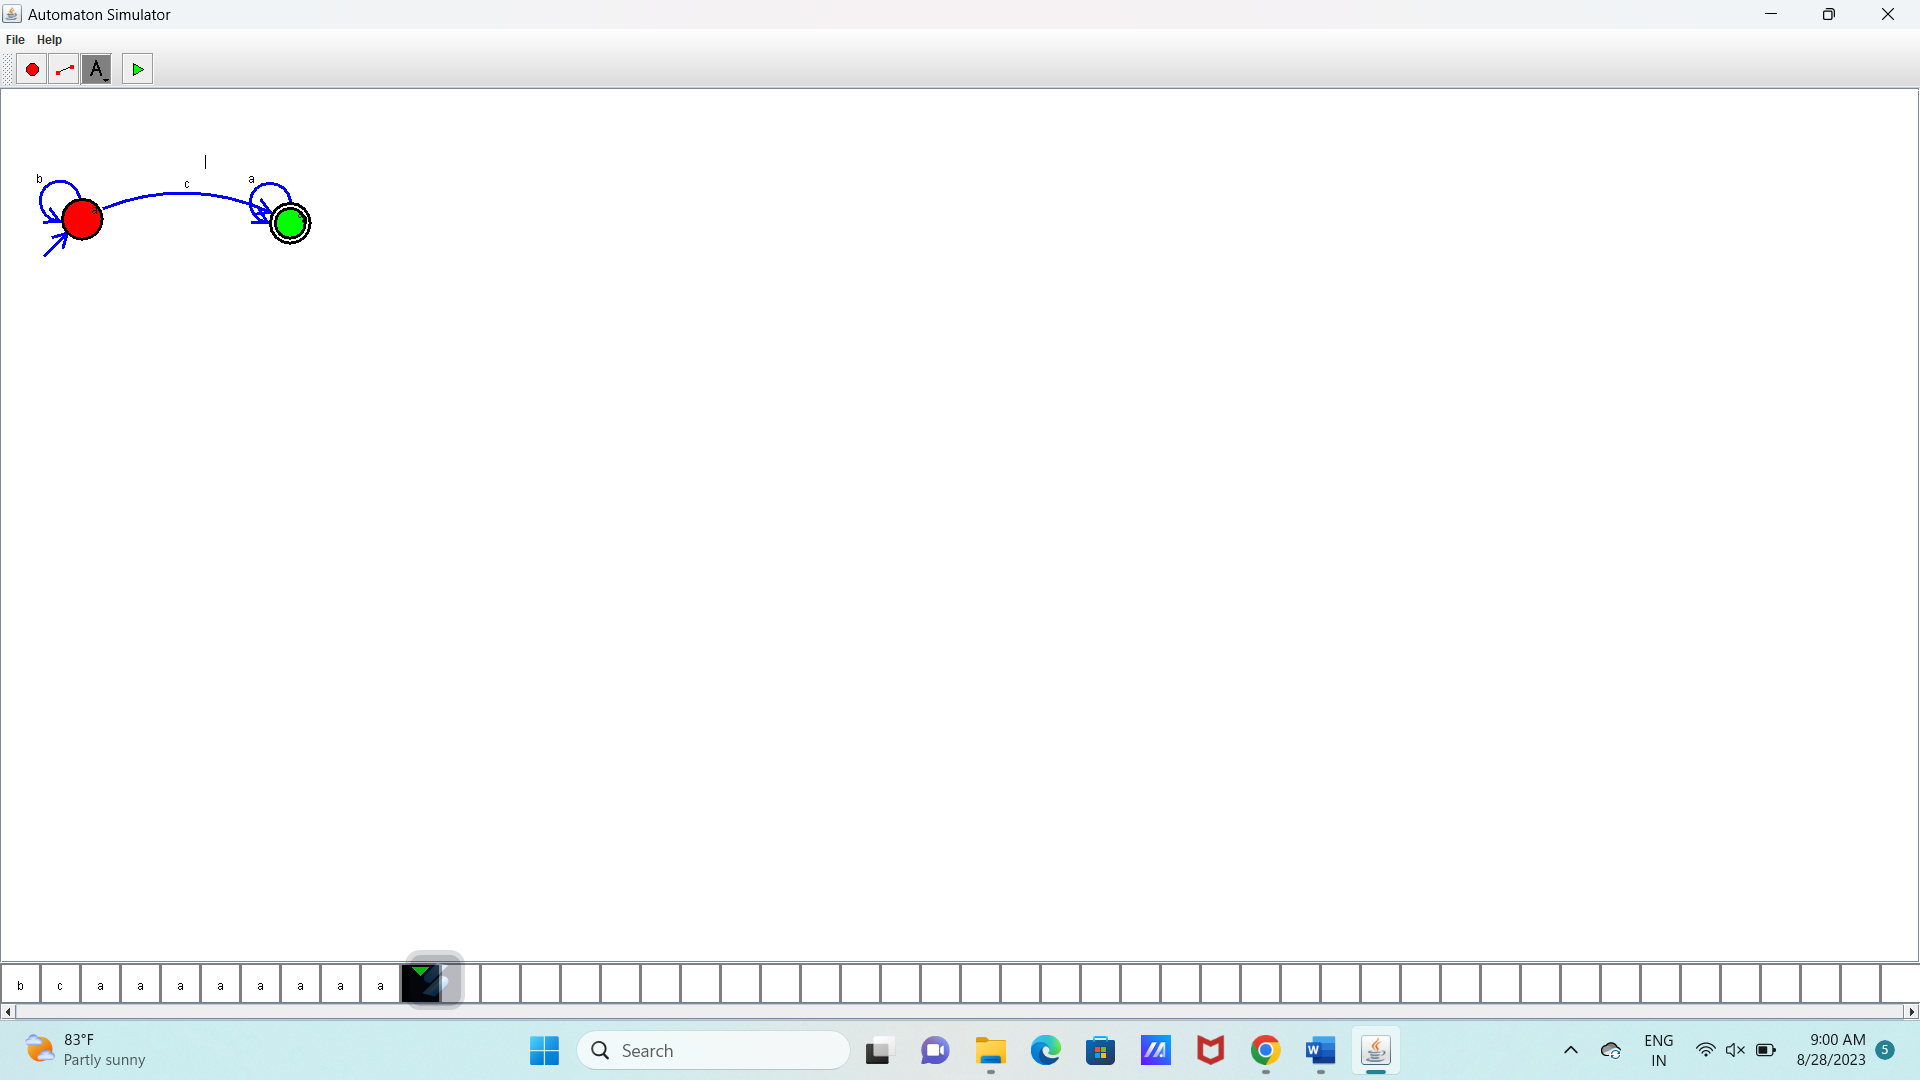 Automaton Simulator
File Help
A
b
c
a
a
b c a a a a a a a a
83°F
Partly sunny
Search
ENG
IN
9:00 AM
8/28/2023
5